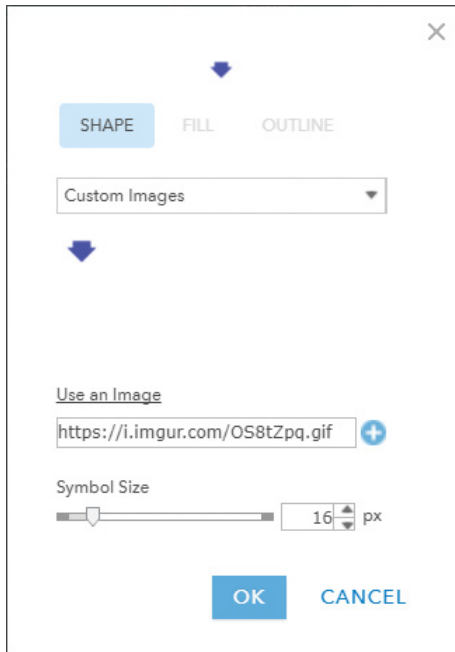 SHAPE FILL OUTLINE
Custom Images
Use an Image
https://i.imgur.com/OS8tZpq.gif
Symbol Size
16 px
OK CANCEL